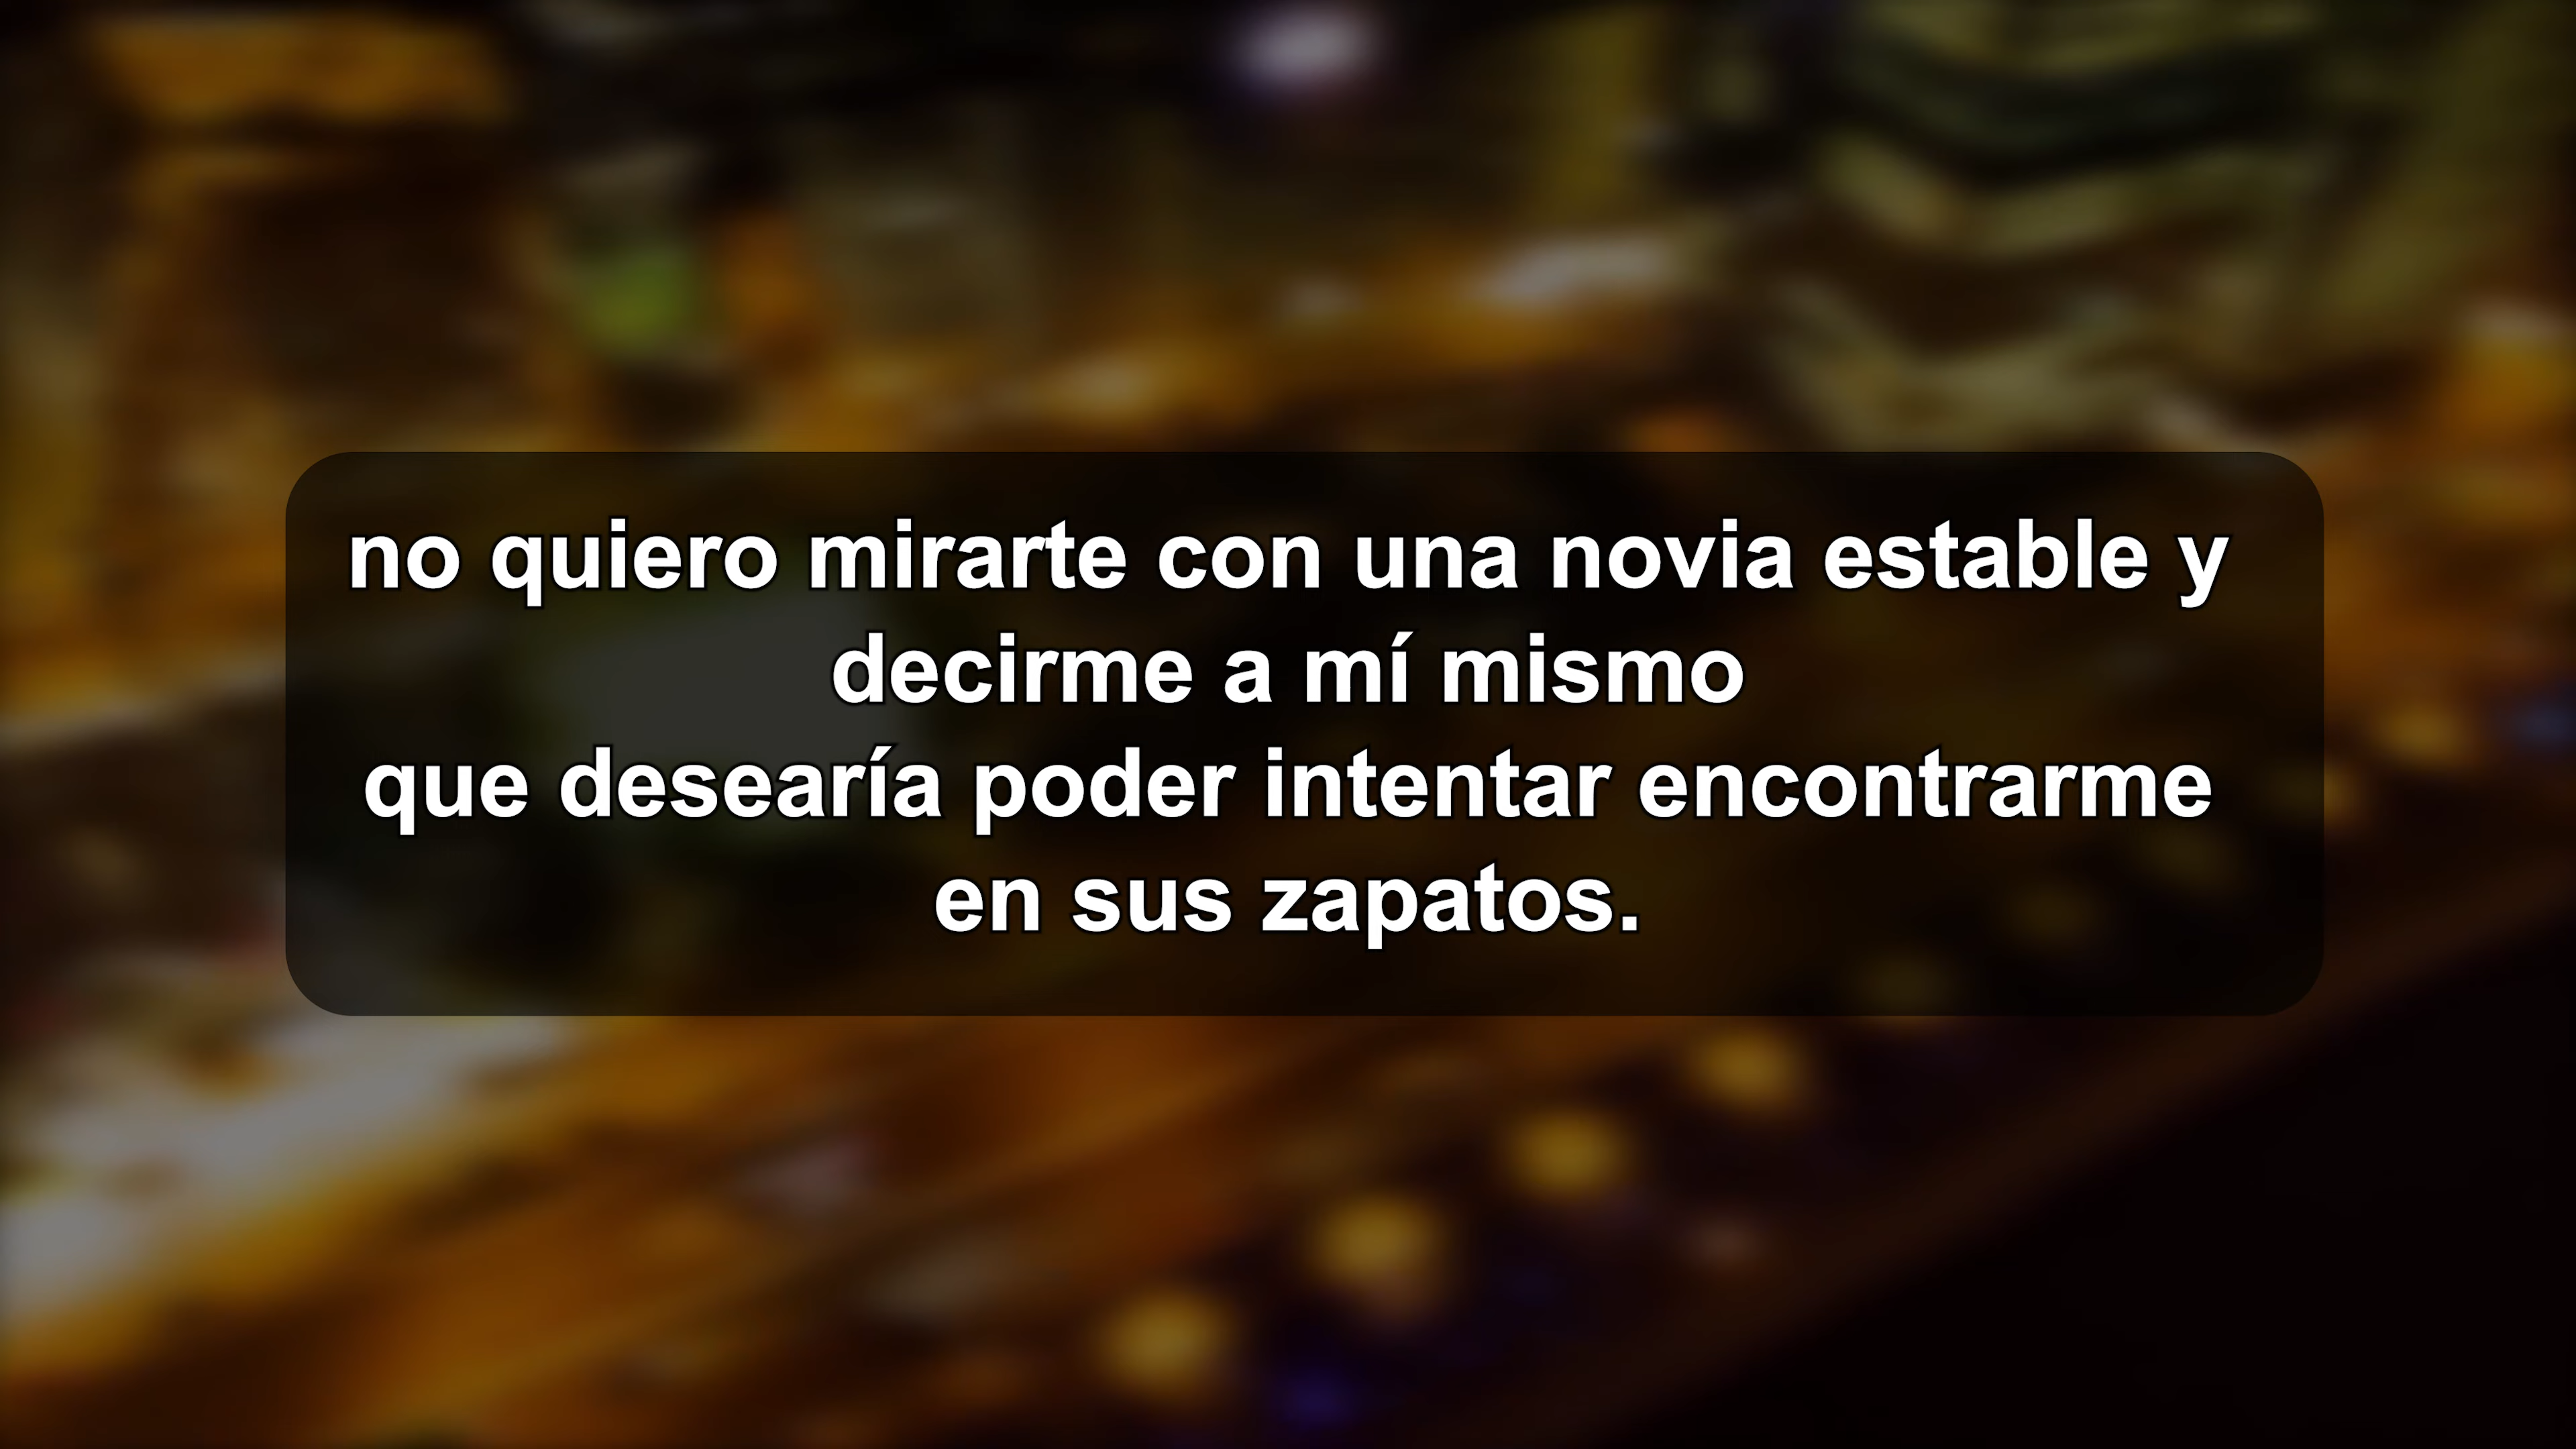 no quiero mirarte con una novia estable y
decirme a mí mismo
que desearía poder intentar encontrarme
en sus zapatos.